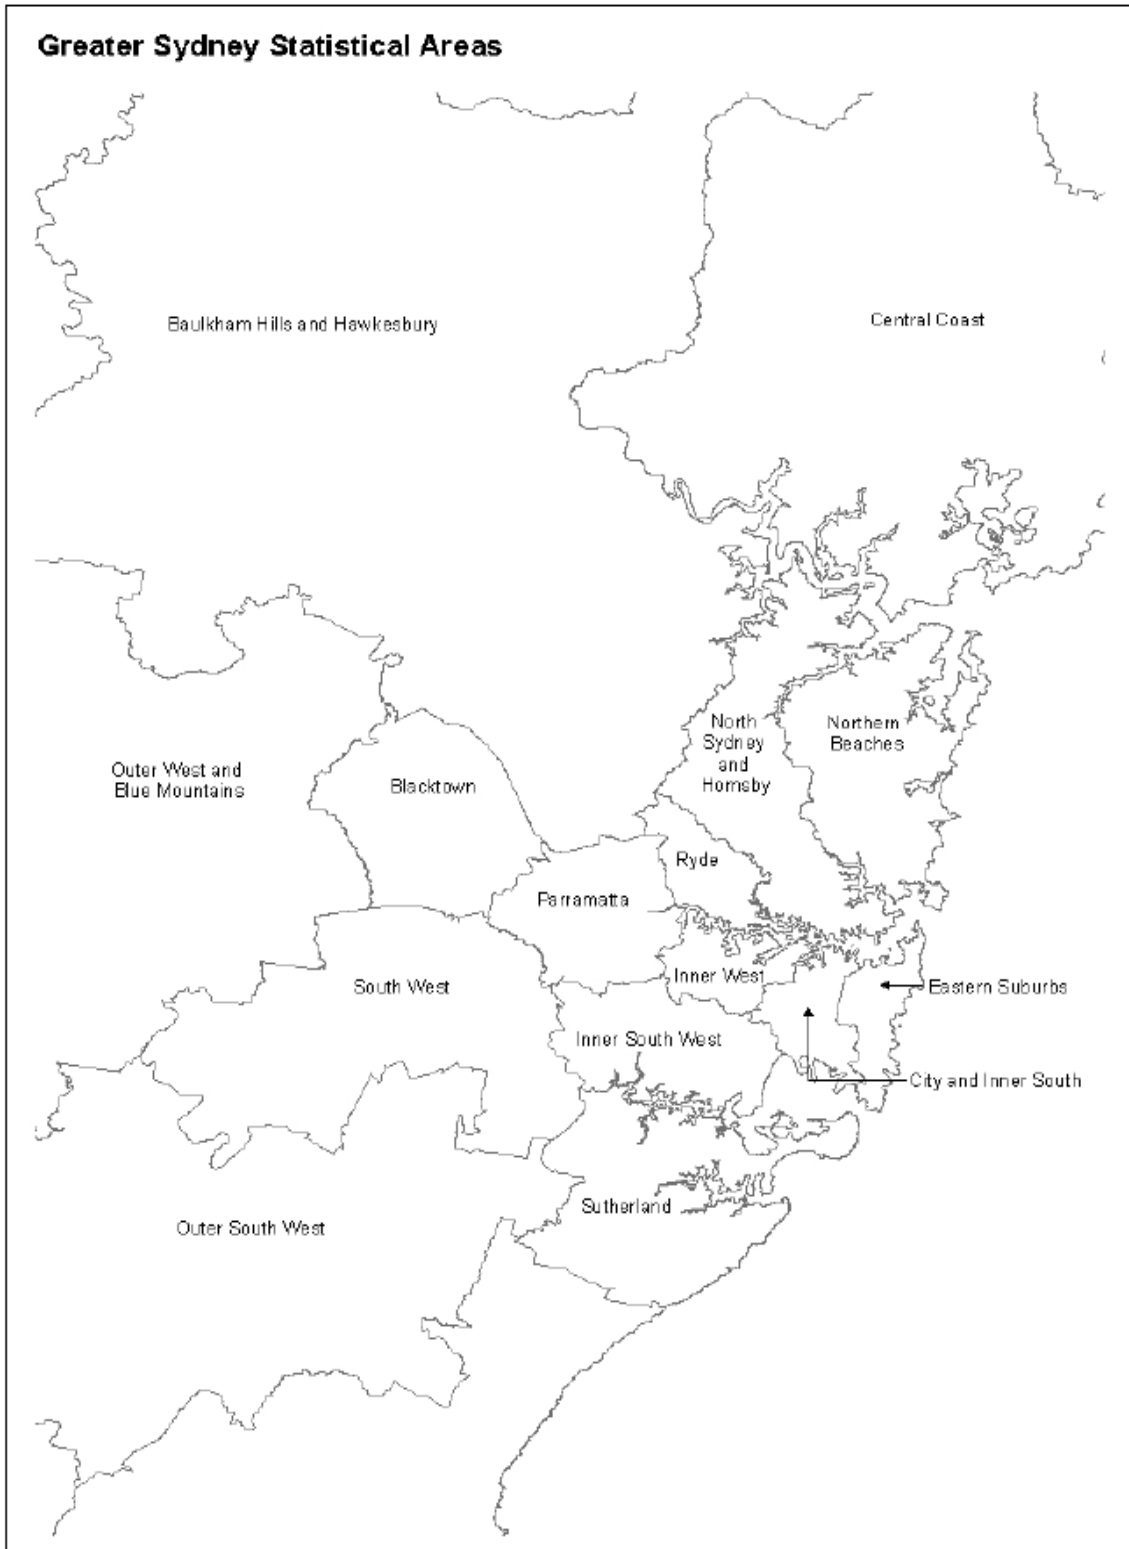 Greater Sydney Statistical Areas
Baulkham Hills and Hawkesbury
Central Coast
North
Sydney
and
Hornsby
Northern
Beaches
Outer West and
Blue Mountains
Blacktown
Ryde
Parramatta
Inner West
South West
Eastern Suburbs
Inner South West
City and Inner South
Sutherland
Outer South West